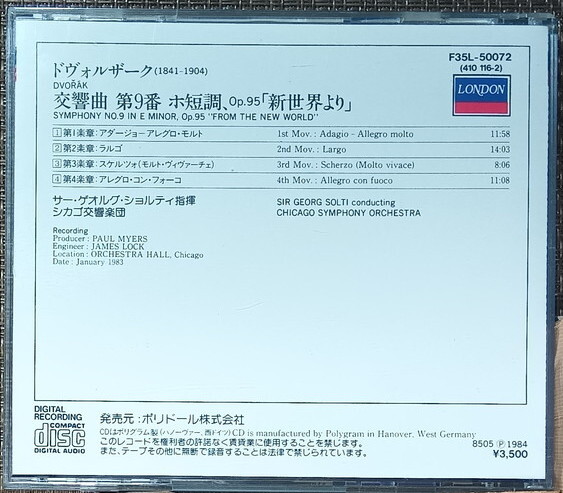 F35L-50072
(410 116-2)
LONDON
ドヴォルザーク(1841-1904)
DVOŘÁK
交響曲 第9番 ホ短調、Op.95「新世界より」
SYMPHONY NO.9 IN E MINOR, Op.95 "FROM THE NEW WORLD"
1 第1楽章:アダージョ アレグロ・モルト 1st Mov.: Adagio - Allegro molto 11:58
2 第2楽章:ラルゴ 2nd Mov.: Largo 14:03
3 第3楽章:スケルツォ(モルト・ヴィヴァーチェ) 3rd Mov.: Scherzo (Molto vivace) 8:06
4 第4楽章:アレグロ・コン・フォーコ 4th Mov.: Allegro con fuoco 11:08
サー・ゲオルグ・ショルティ指揮 SIR GEORG SOLTI conducting
シカゴ交響楽団 CHICAGO SYMPHONY ORCHESTRA
Recording
Producer: PAUL MYERS
Engineer: JAMES LOCK
Location: ORCHESTRA HALL, Chicago
Date: January 1983
DIGITAL
RECORDING
COMPACT
disc
DIGITAL AUDIO
発売元:ポリドール株式会社
CDはポリグラム製(ハノーヴァー、西ドイツ)CD is manufactured by Polygram in Hanover, West Germany
このレコードを権利者の許諾なく賃貸業に使用することを禁じます。
また、テープその他に無断で録音することは法律で禁じられています。
8505 Ⓟ 1984
¥3,500